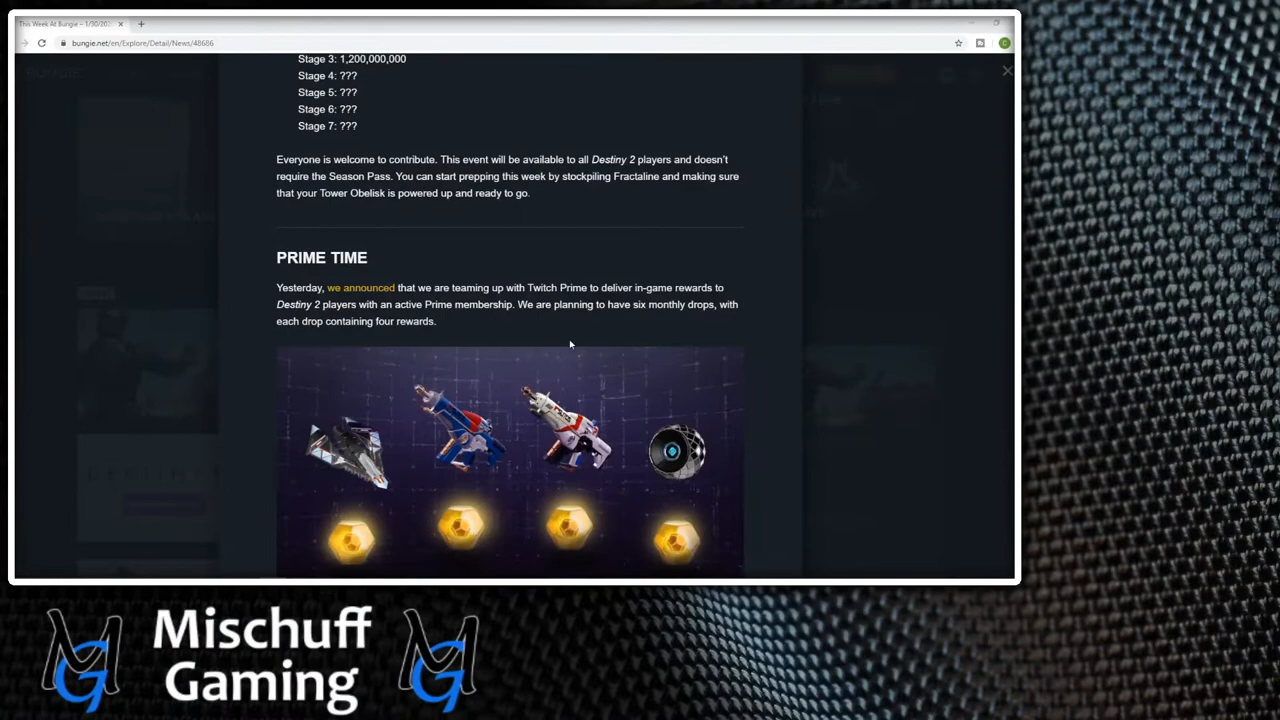 This Week At Bungie – 1/30/202
bungie.net/en/Explore/Detail/News/48686
Stage 3: 1,200,000,000
Stage 4: ???
Stage 5: ???
Stage 6: ???
Stage 7: ???
Everyone is welcome to contribute. This event will be available to all Destiny 2 players and doesn't
require the Season Pass. You can start prepping this week by stockpiling Fractaline and making sure
that your Tower Obelisk is powered up and ready to go.
PRIME TIME
Yesterday, we announced that we are teaming up with Twitch Prime to deliver in-game rewards to
Destiny 2 players with an active Prime membership. We are planning to have six monthly drops, with
each drop containing four rewards.
Mischuff
Gaming